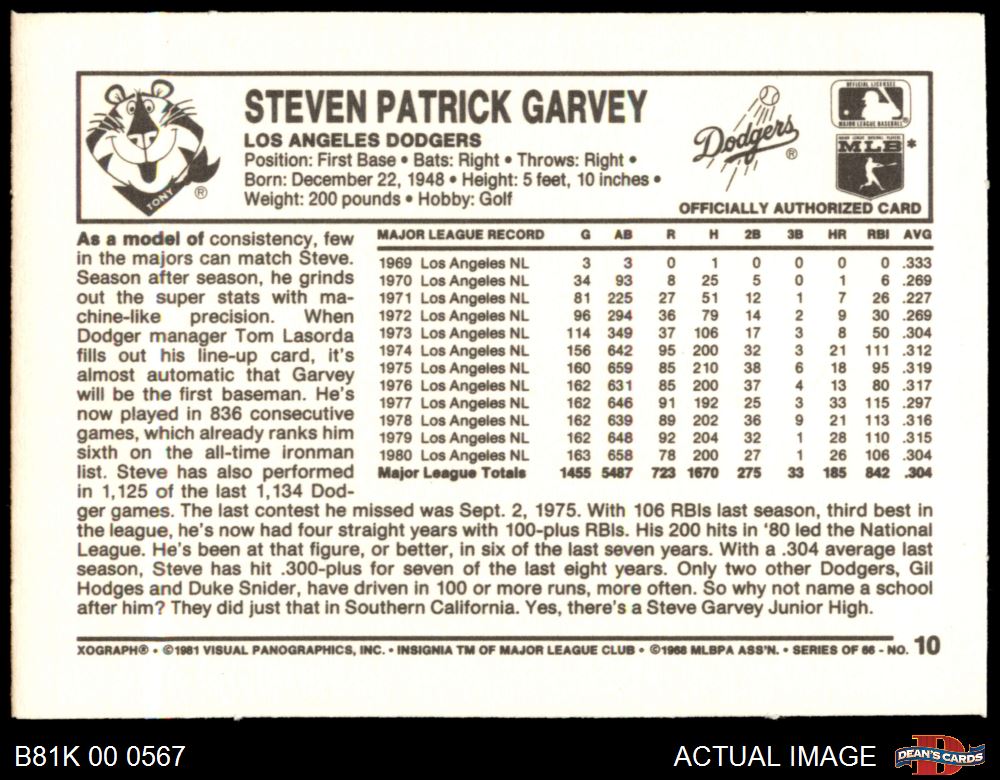 STEVEN PATRICK GARVEY
LOS ANGELES DODGERS
Position: First Base • Bats: Right • Throws: Right •
Born: December 22, 1948 • Height: 5 feet, 10 inches •
Weight: 200 pounds • Hobby: Golf
TONY ®
Dodgers ®
OFFICIAL LICENSEE
MAJOR LEAGUE BASEBALL ®
MAJOR LEAGUE BASEBALL PLAYERS
MLB *
OFFICIALLY AUTHORIZED CARD
As a model of consistency, few
in the majors can match Steve.
Season after season, he grinds
out the super stats with ma-
chine-like precision. When
Dodger manager Tom Lasorda
fills out his line-up card, it's
almost automatic that Garvey
will be the first baseman. He's
now played in 836 consecutive
games, which already ranks him
sixth on the all-time ironman
list. Steve has also performed
in 1,125 of the last 1,134 Dod-
MAJOR LEAGUE RECORD G AB R H 2B 3B HR RBI AVG
1969 Los Angeles NL 3 3 0 1 0 0 0 0 .333
1970 Los Angeles NL 34 93 8 25 5 0 1 6 .269
1971 Los Angeles NL 81 225 27 51 12 1 7 26 .227
1972 Los Angeles NL 96 294 36 79 14 2 9 30 .269
1973 Los Angeles NL 114 349 37 106 17 3 8 50 .304
1974 Los Angeles NL 156 642 95 200 32 3 21 111 .312
1975 Los Angeles NL 160 659 85 210 38 6 18 95 .319
1976 Los Angeles NL 162 631 85 200 37 4 13 80 .317
1977 Los Angeles NL 162 646 91 192 25 3 33 115 .297
1978 Los Angeles NL 162 639 89 202 36 9 21 113 .316
1979 Los Angeles NL 162 648 92 204 32 1 28 110 .315
1980 Los Angeles NL 163 658 78 200 27 1 26 106 .304
Major League Totals 1455 5487 723 1670 275 33 185 842 .304
ger games. The last contest he missed was Sept. 2, 1975. With 106 RBIs last season, third best in
the league, he's now had four straight years with 100-plus RBIs. His 200 hits in '80 led the National
League. He's been at that figure, or better, in six of the last seven years. With a .304 average last
season, Steve has hit .300-plus for seven of the last eight years. Only two other Dodgers, Gil
Hodges and Duke Snider, have driven in 100 or more runs, more often. So why not name a school
after him? They did just that in Southern California. Yes, there's a Steve Garvey Junior High.
XOGRAPH® • ©1981 VISUAL PANOGRAPHICS, INC. • INSIGNIA TM OF MAJOR LEAGUE CLUB • ©1968 MLBPA ASS'N. • SERIES OF 66 - NO. 10
B81K 00 0567
ACTUAL IMAGE
DEAN'S CARDS